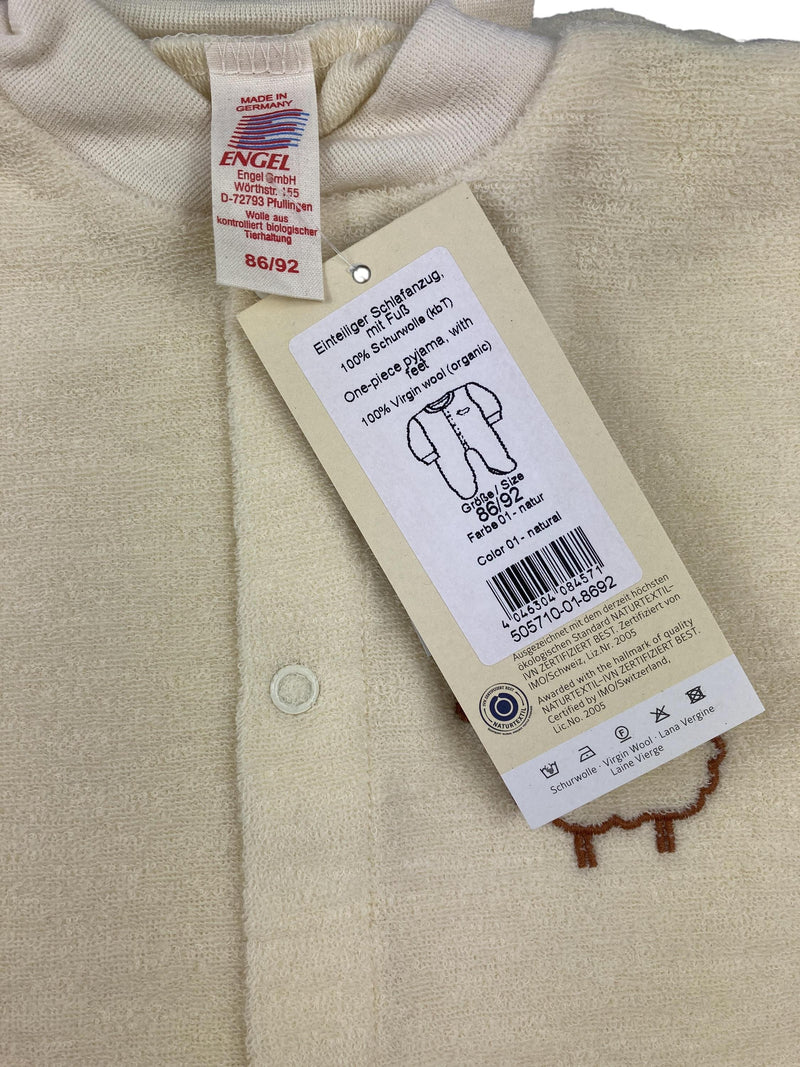 MADE IN
GERMANY
ENGEL
Engel GmbH
Wörthstr. 155
D-72793 Pfullingen
Wolle aus
kontrolliert biologischer
Tierhaltung
86/92
Einteiliger Schlafanzug,
mit Fuß
100% Schurwolle (kbT)
One-piece pyjama, with
feet
100% Virgin wool (organic)
Größe / Size
86/92
Farbe 01 - natur
Color 01 - natural
4 046304 084571
505710-01-8692
Ausgezeichnet mit dem derzeit höchsten
ökologischen Standard NATURTEXTIL–
IVN ZERTIFIZIERT BEST. Zertifiziert von
IMO/Schweiz, Liz.Nr. 2005
Awarded with the hallmark of quality
NATURTEXTIL–IVN ZERTIFIZIERT BEST.
Certified by IMO/Switzerland,
Lic.No. 2005
IVN ZERTIFIZIERT BEST
NATURTEXTIL
Schurwolle · Virgin Wool · Lana Vergine
Laine Vierge